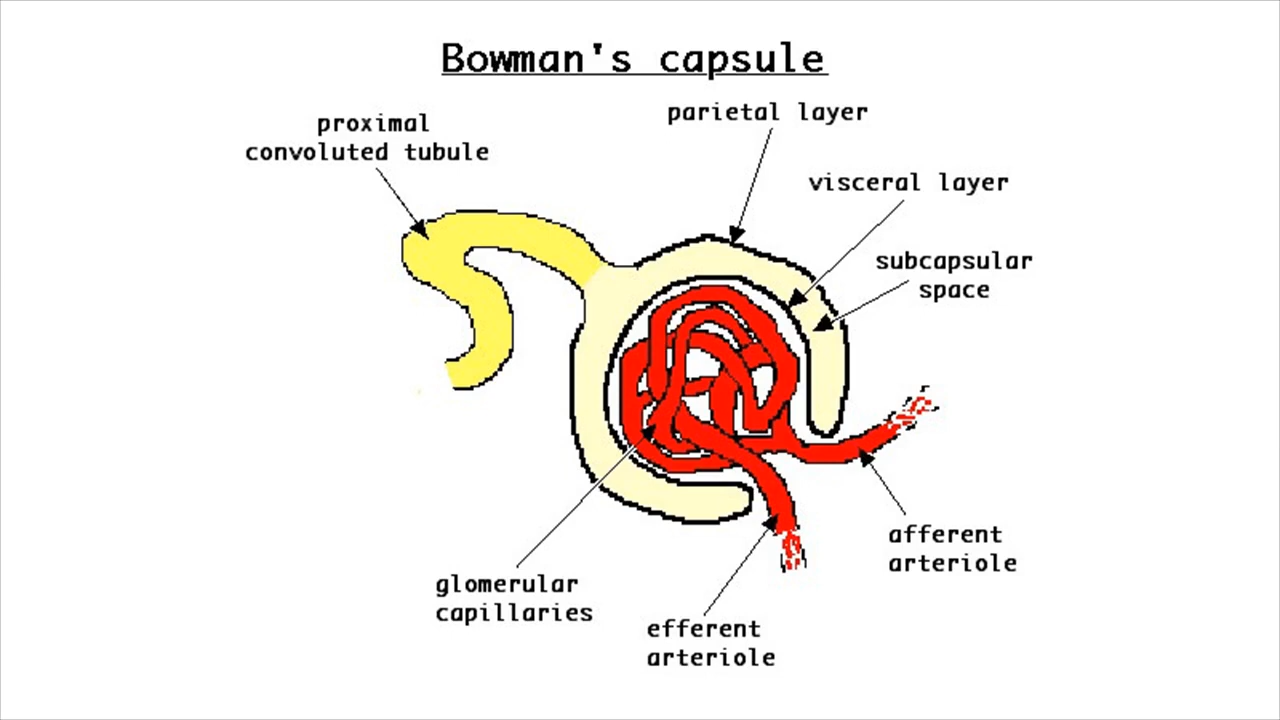 Bowman's capsule
proximal
convoluted tubule
parietal layer
visceral layer
subcapsular
space
afferent
arteriole
glomerular
capillaries
efferent
arteriole